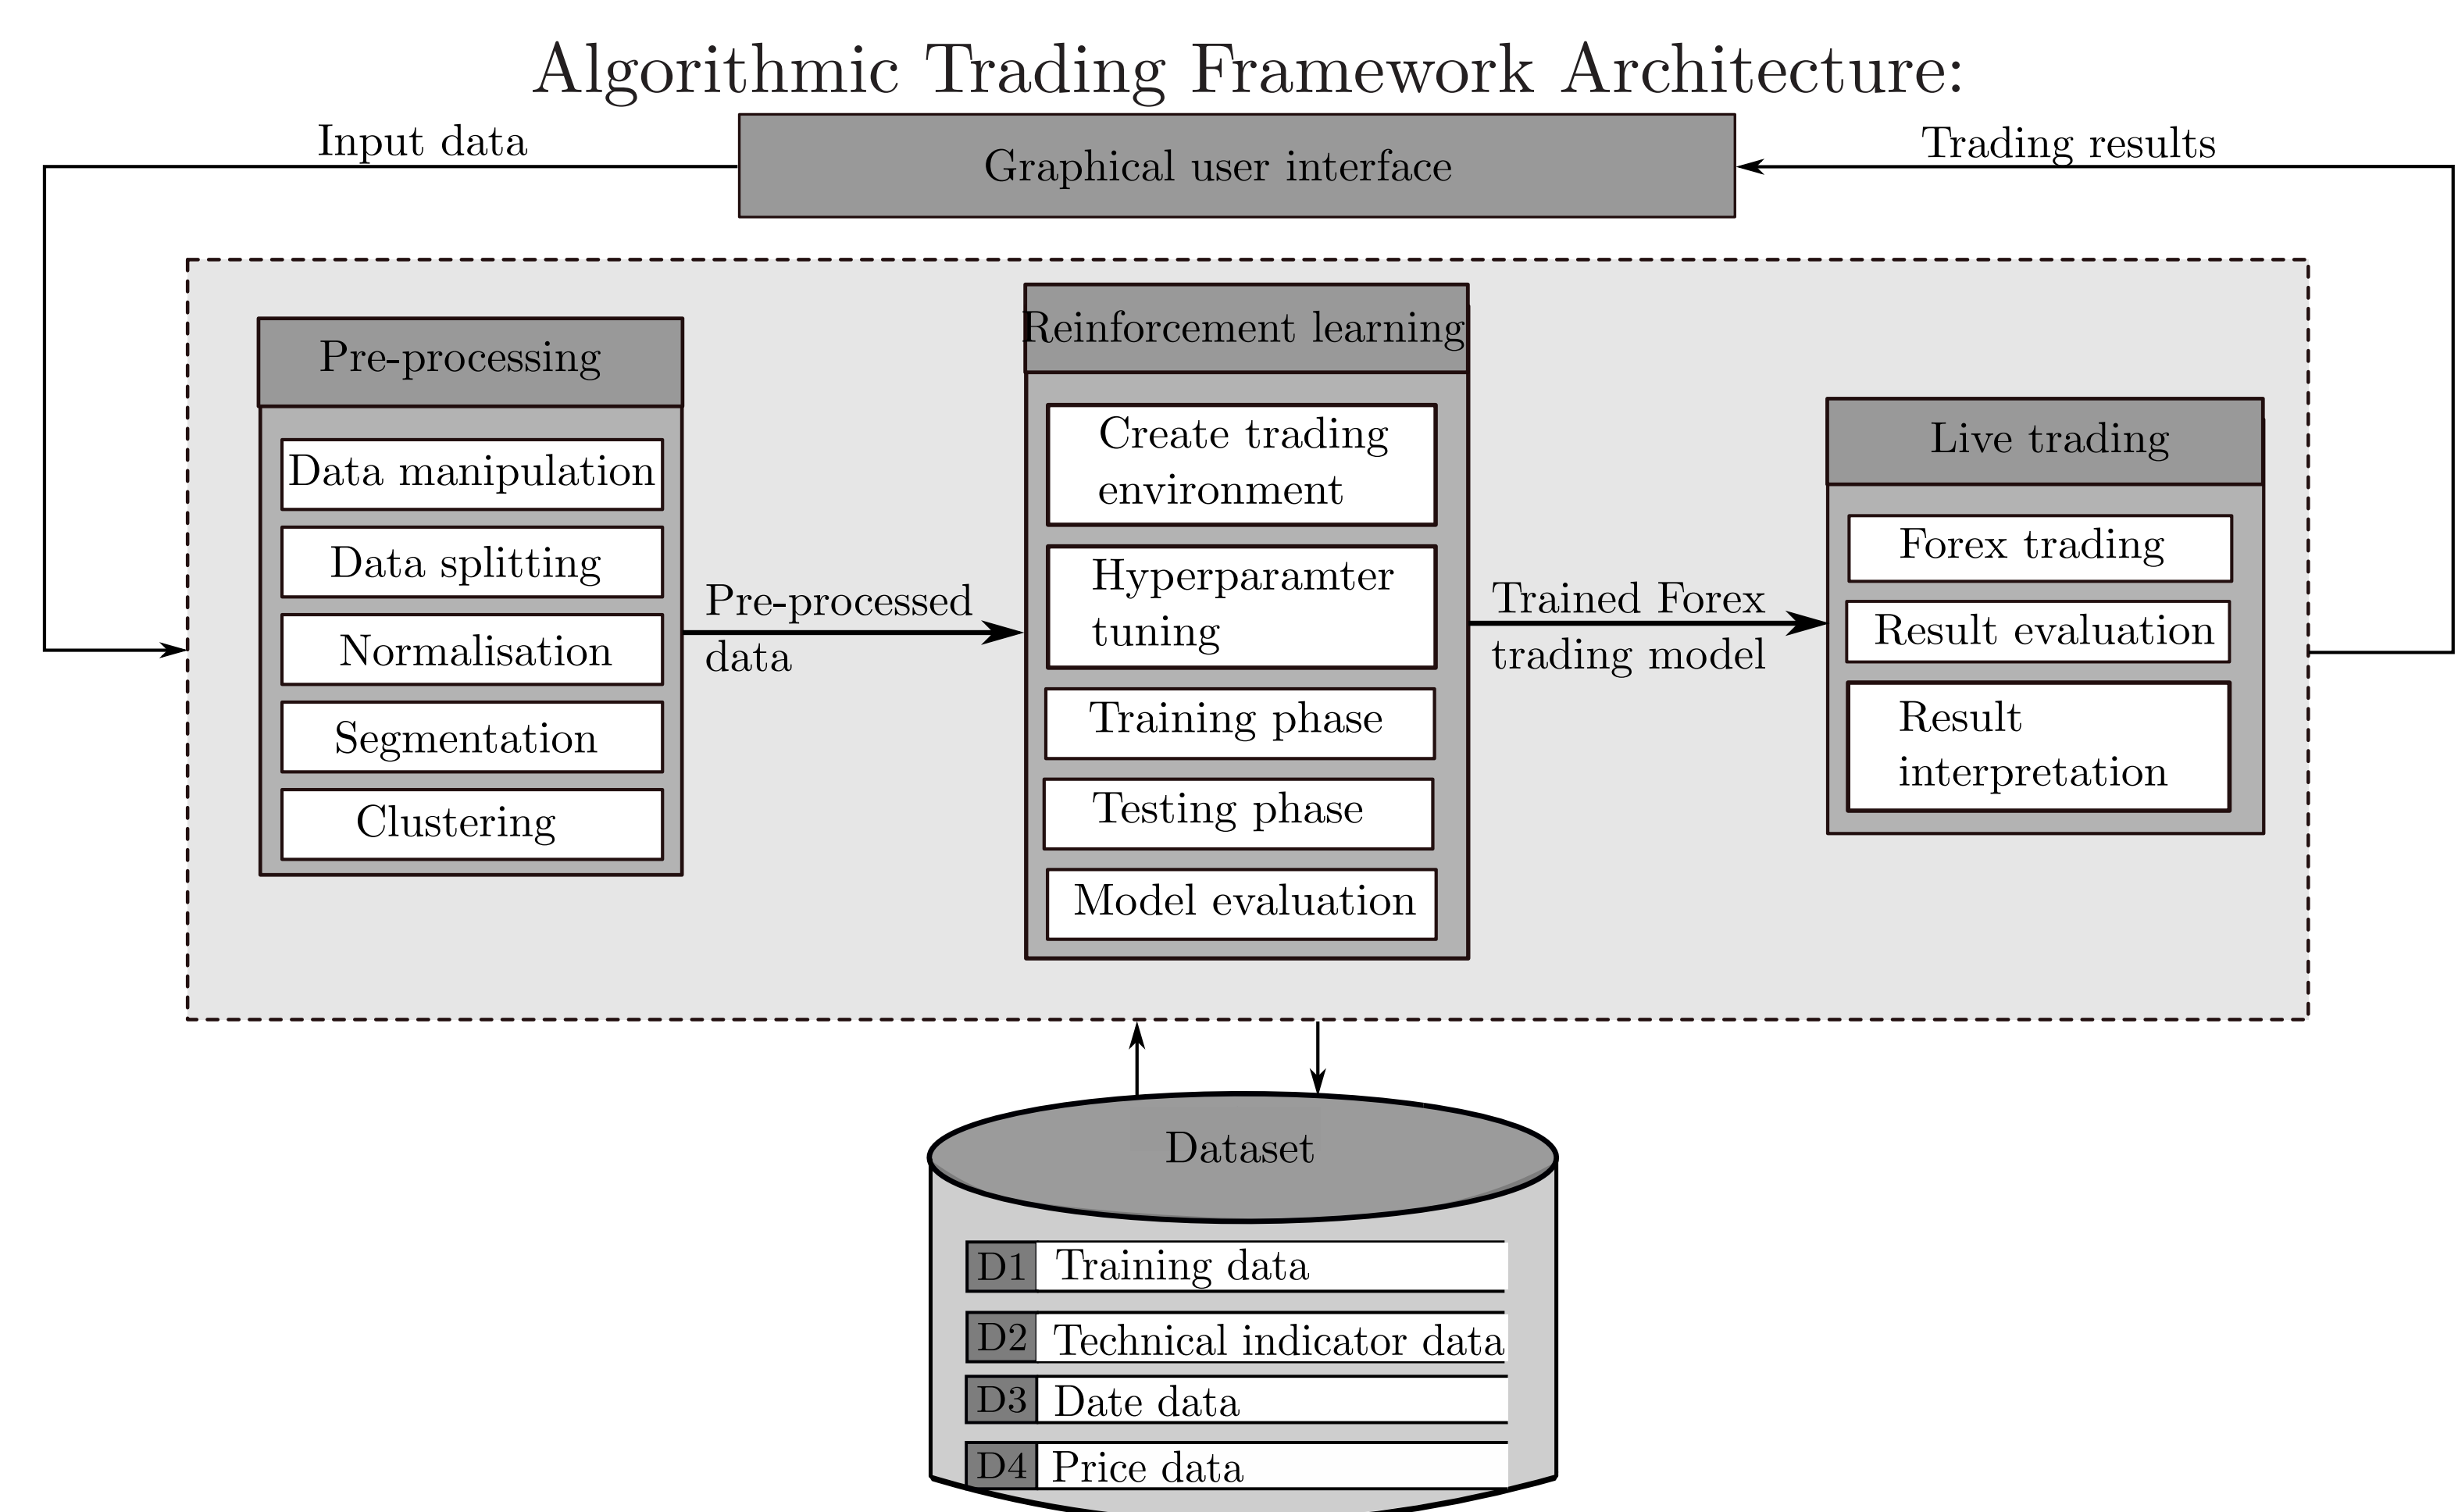 Algorithmic Trading Framework Architecture:
Input data
Graphical user interface
Trading results
Pre-processing
Data manipulation
Data splitting
Normalisation
Segmentation
Clustering
Pre-processed
data
Reinforcement learning
Create trading
environment
Hyperparamter
tuning
Training phase
Testing phase
Model evaluation
Trained Forex
trading model
Live trading
Forex trading
Result evaluation
Result
interpretation
Dataset
D1 Training data
D2 Technical indicator data
D3 Date data
D4 Price data